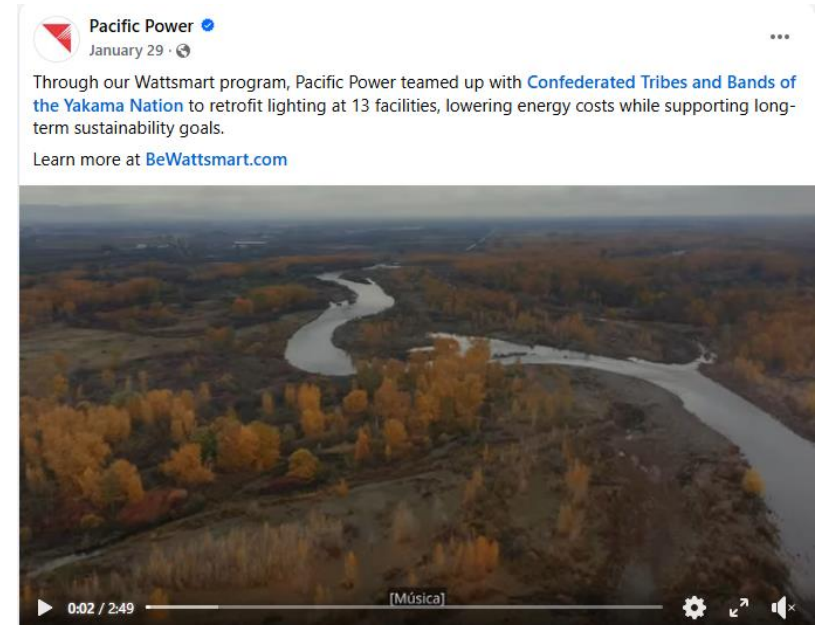 Pacific Power
January 29 ·
Through our Wattsmart program, Pacific Power teamed up with Confederated Tribes and Bands of
the Yakama Nation to retrofit lighting at 13 facilities, lowering energy costs while supporting long-
term sustainability goals.
Learn more at BeWattsmart.com
[Música]
0:02 / 2:49